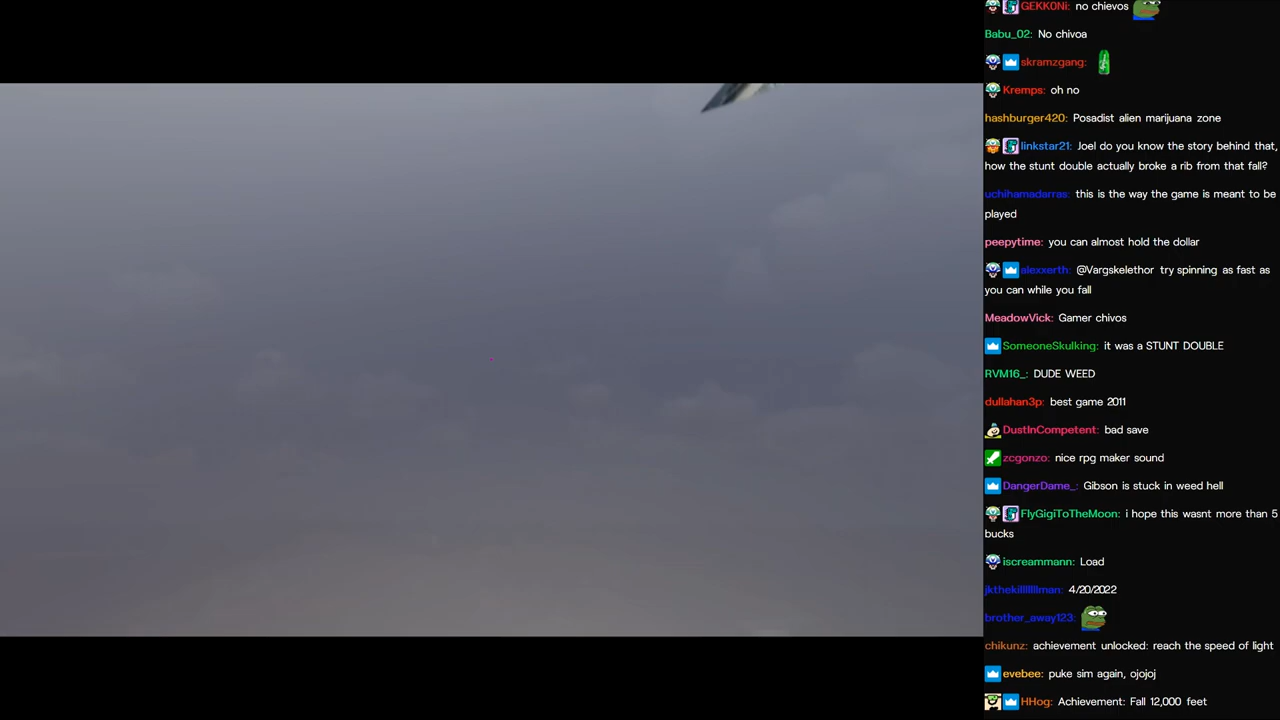 GEKK0Ni: no chievos
Babu_02: No chivoa
skramzgang:
Kremps: oh no
hashburger420: Posadist alien marijuana zone
linkstar21: Joel do you know the story behind that,
how the stunt double actually broke a rib from that fall?
uchihamadarras: this is the way the game is meant to be
played
peepytime: you can almost hold the dollar
alexxerth: @Vargskelethor try spinning as fast as
you can while you fall
MeadowVick: Gamer chivos
SomeoneSkulking: it was a STUNT DOUBLE
RVM16_: DUDE WEED
dullahan3p: best game 2011
DustInCompetent: bad save
zcgonzo: nice rpg maker sound
DangerDame_: Gibson is stuck in weed hell
FlyGigiToTheMoon: i hope this wasnt more than 5
bucks
iscreammann: Load
4/20/2022
brother_away123:
chikunz: achievement unlocked: reach the speed of light
evebee: puke sim again, ojojoj
HHog: Achievement: Fall 12,000 feet